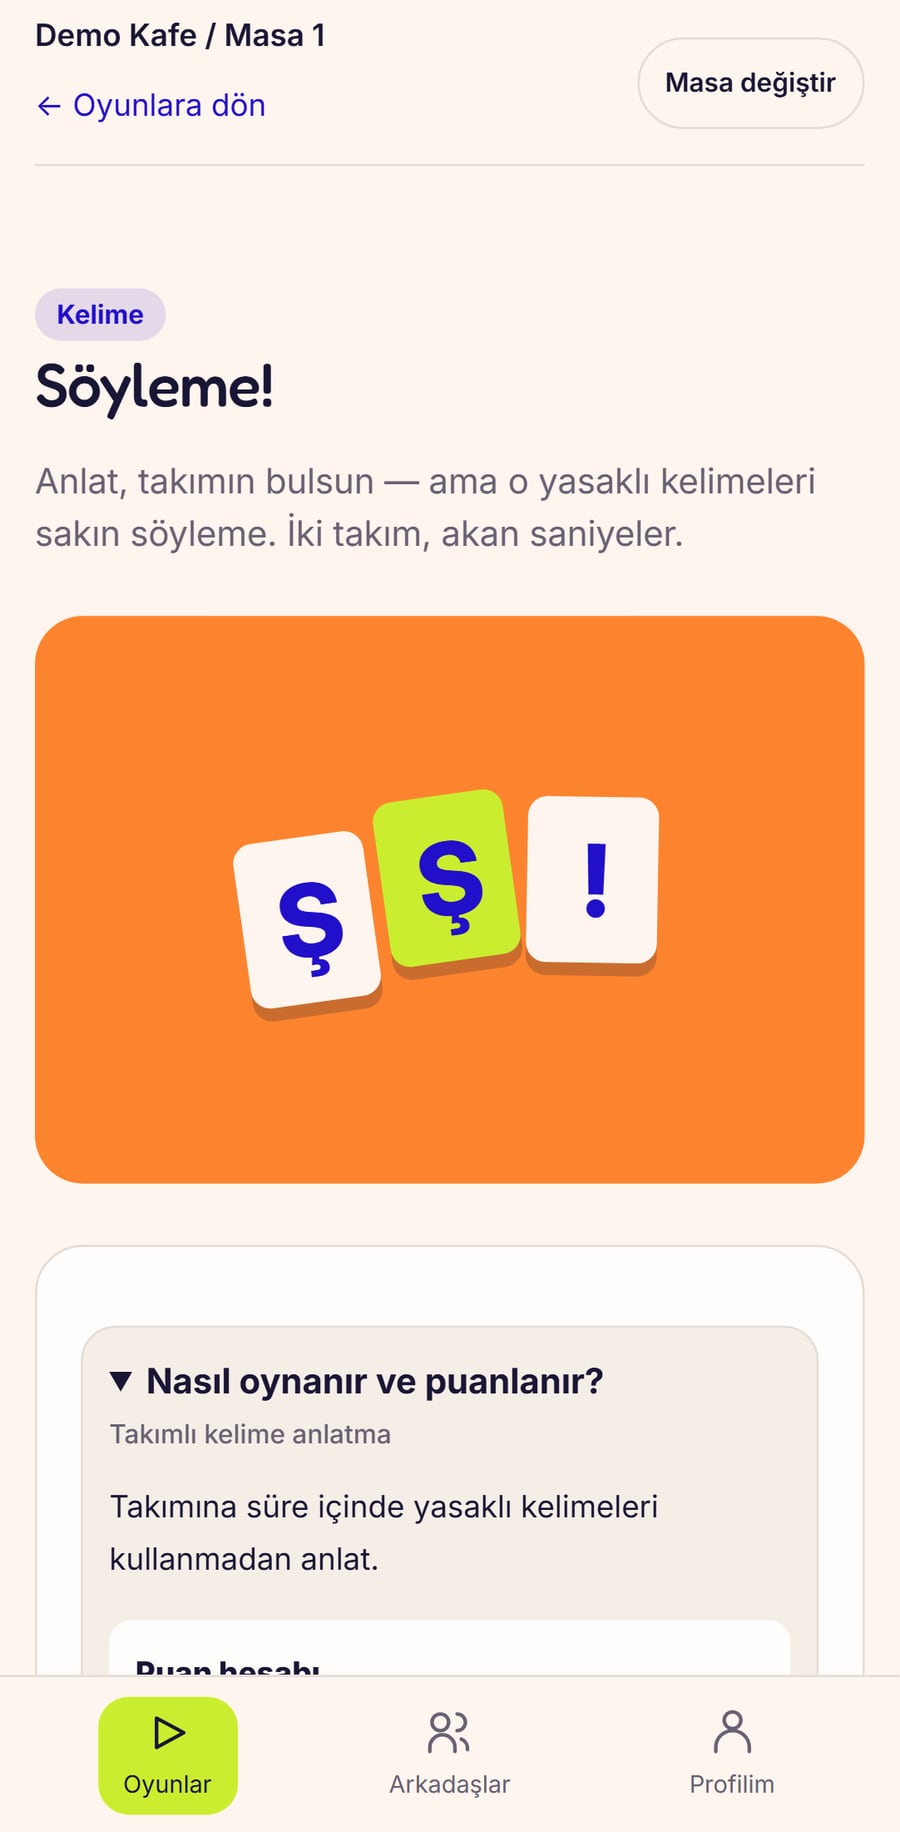 Demo Kafe / Masa 1
← Oyunlara dön
Masa değiştir
Kelime
Söyleme!
Anlat, takımın bulsun — ama o yasaklı kelimeleri
sakın söyleme. İki takım, akan saniyeler.
Ş Ş !
▼ Nasıl oynanır ve puanlanır?
Takımlı kelime anlatma
Takımına süre içinde yasaklı kelimeleri
kullanmadan anlat.
Puan hesabı
Oyunlar
Arkadaşlar
Profilim